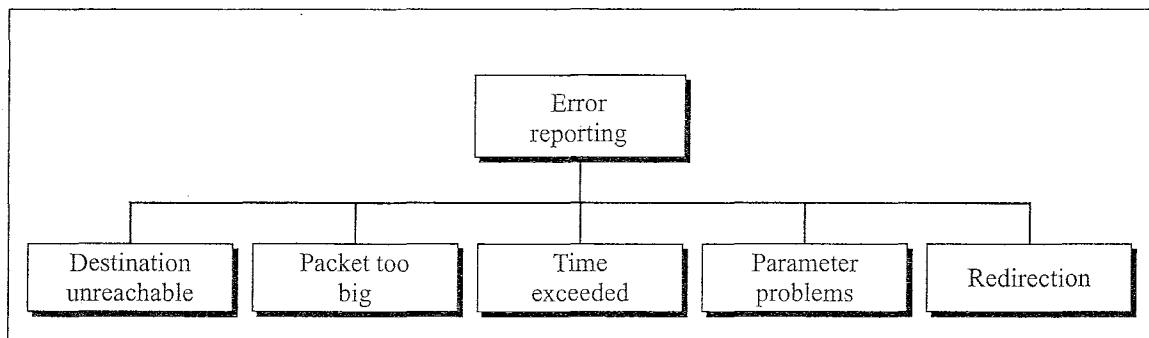 Error
reporting
Destination
unreachable
Packet too
big
Time
exceeded
Parameter
problems
Redirection